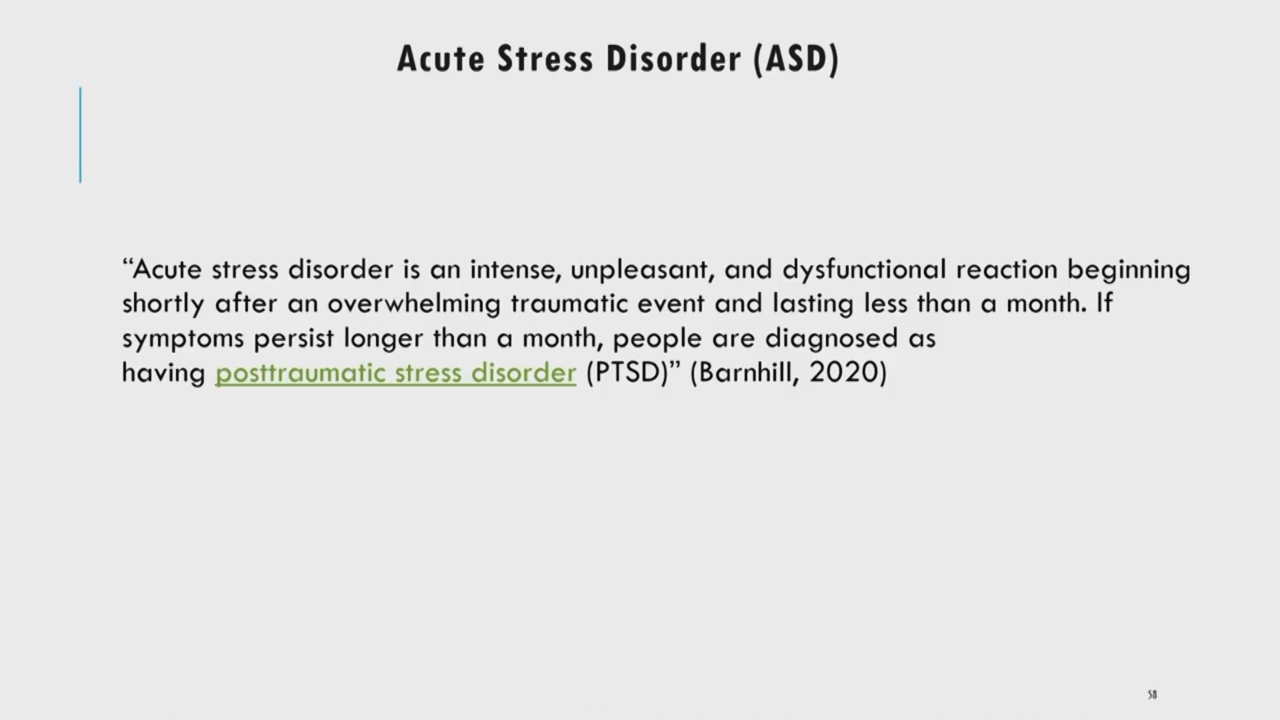 Acute Stress Disorder (ASD)
“Acute stress disorder is an intense, unpleasant, and dysfunctional reaction beginning
shortly after an overwhelming traumatic event and lasting less than a month. If
symptoms persist longer than a month, people are diagnosed as
having posttraumatic stress disorder (PTSD)” (Barnhill, 2020)
58